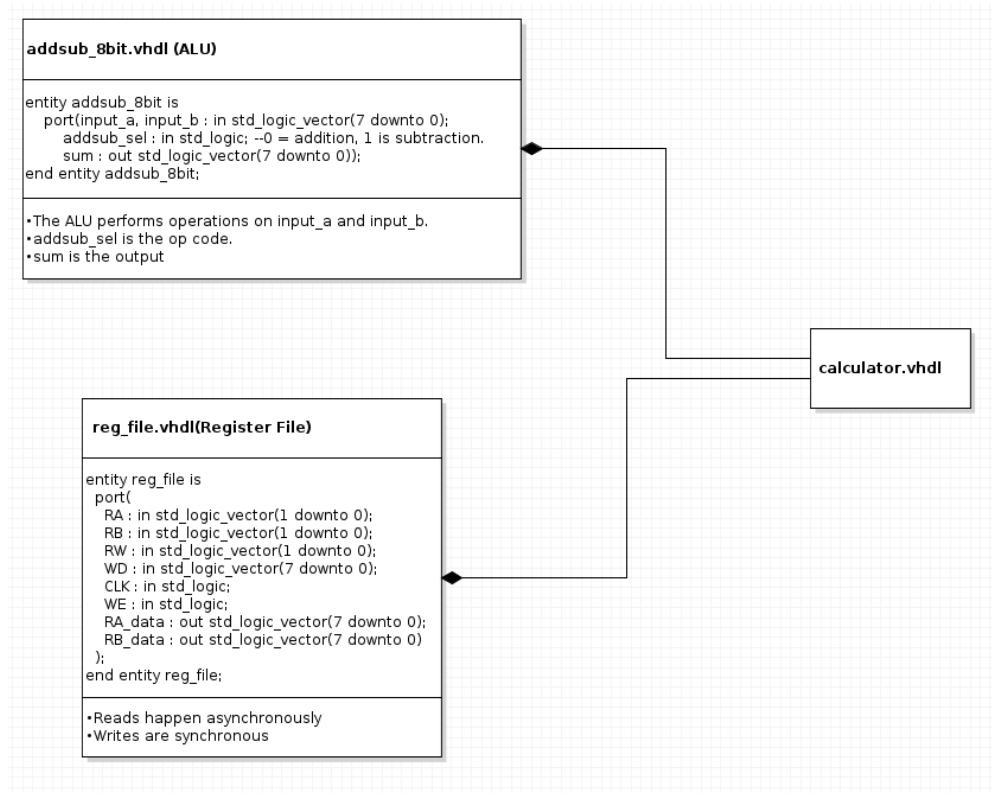 addsub_8bit.vhdl (ALU)
entity addsub_8bit is
port(input_a, input_b : in std_logic_vector(7 downto 0);
addsub_sel : in std_logic; --0 = addition, 1 is subtraction.
sum : out std_logic_vector(7 downto 0));
end entity addsub_8bit;
•The ALU performs operations on input_a and input_b.
•addsub_sel is the op code.
•sum is the output
calculator.vhdl
reg_file.vhdl(Register File)
entity reg_file is
port(
RA : in std_logic_vector(1 downto 0);
RB : in std_logic_vector(1 downto 0);
RW : in std_logic_vector(1 downto 0);
WD : in std_logic_vector(7 downto 0);
CLK : in std_logic;
WE : in std_logic;
RA_data : out std_logic_vector(7 downto 0);
RB_data : out std_logic_vector(7 downto 0)
);
end entity reg_file;
•Reads happen asynchronously
•Writes are synchronous